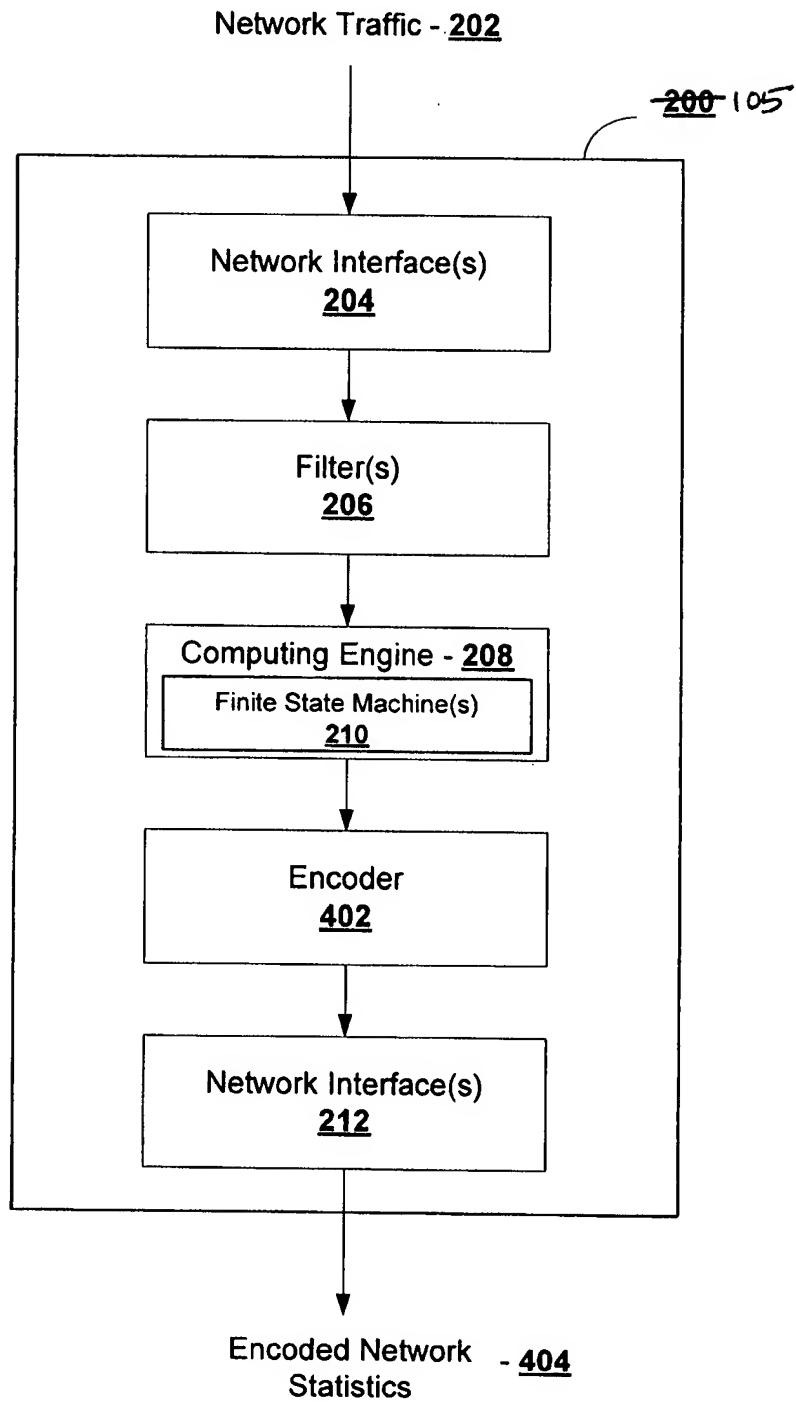 Network Traffic - 202
200 105
Network Interface(s)
204
Filter(s)
206
Computing Engine - 208
Finite State Machine(s)
210
Encoder
402
Network Interface(s)
212
Encoded Network - 404
Statistics